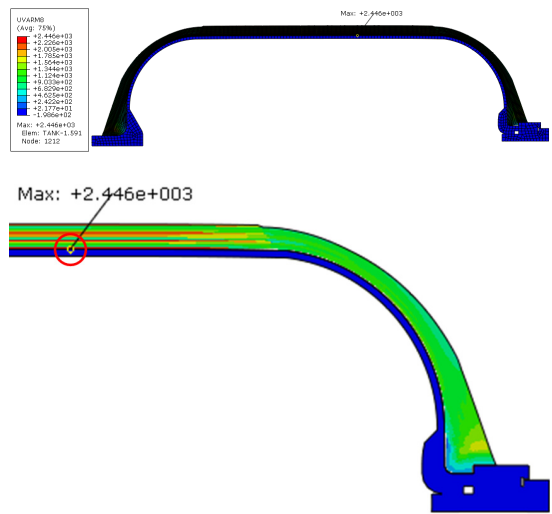 UVARM8
(Avg: 75%)
+2.446e+03
+2.226e+03
+2.005e+03
+1.785e+03
+1.564e+03
+1.344e+03
+1.124e+03
+9.033e+02
+6.829e+02
+4.625e+02
+2.422e+02
+2.177e+01
-1.986e+02
Max: +2.446e+03
Elem: TANK-1.591
Node: 1212
Max: +2.446e+003
Max: +2.446e+003